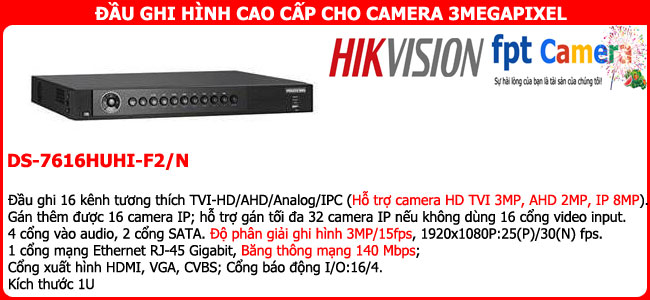 ĐẦU GHI HÌNH CAO CẤP CHO CAMERA 3MEGAPIXEL
HIKVISION
fpt Camera
Sự hài lòng của bạn là tài sản của chúng tôi!
DS-7616HUHI-F2/N
Đầu ghi 16 kênh tương thích TVI-HD/AHD/Analog/IPC (Hỗ trợ camera HD TVI 3MP, AHD 2MP, IP 8MP).
Gán thêm được 16 camera IP; hỗ trợ gán tối đa 32 camera IP nếu không dùng 16 cổng video input.
4 cổng vào audio, 2 cổng SATA. Độ phân giải ghi hình 3MP/15fps, 1920x1080P:25(P)/30(N) fps.
1 cổng mạng Ethernet RJ-45 Gigabit, Băng thông mạng 140 Mbps;
Cổng xuất hình HDMI, VGA, CVBS; Cổng báo động I/O:16/4.
Kích thước 1U